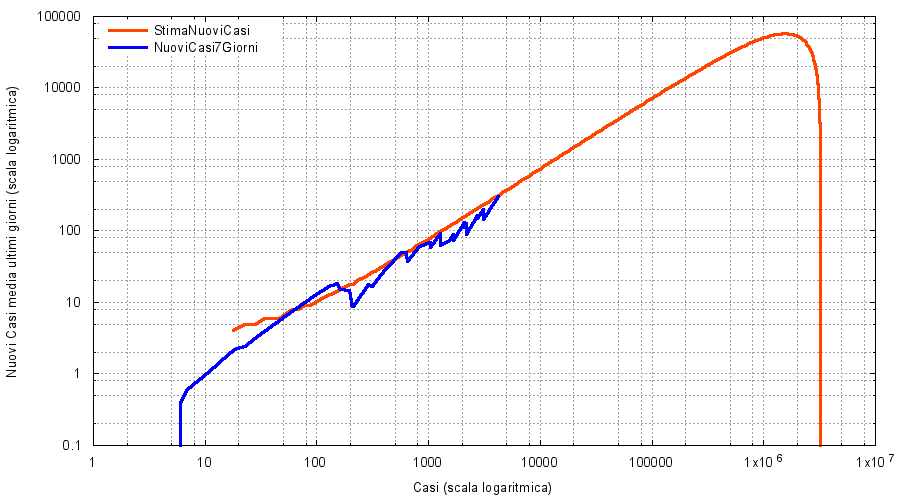 100000
10000
1000
100
10
1
0.1
StimaNuoviCasi
NuoviCasi7Giorni
Nuovi Casi media ultimi giorni (scala logaritmica)
1
10
100
1000
10000
100000
1x10 6
1x10 7
Casi (scala logaritmica)